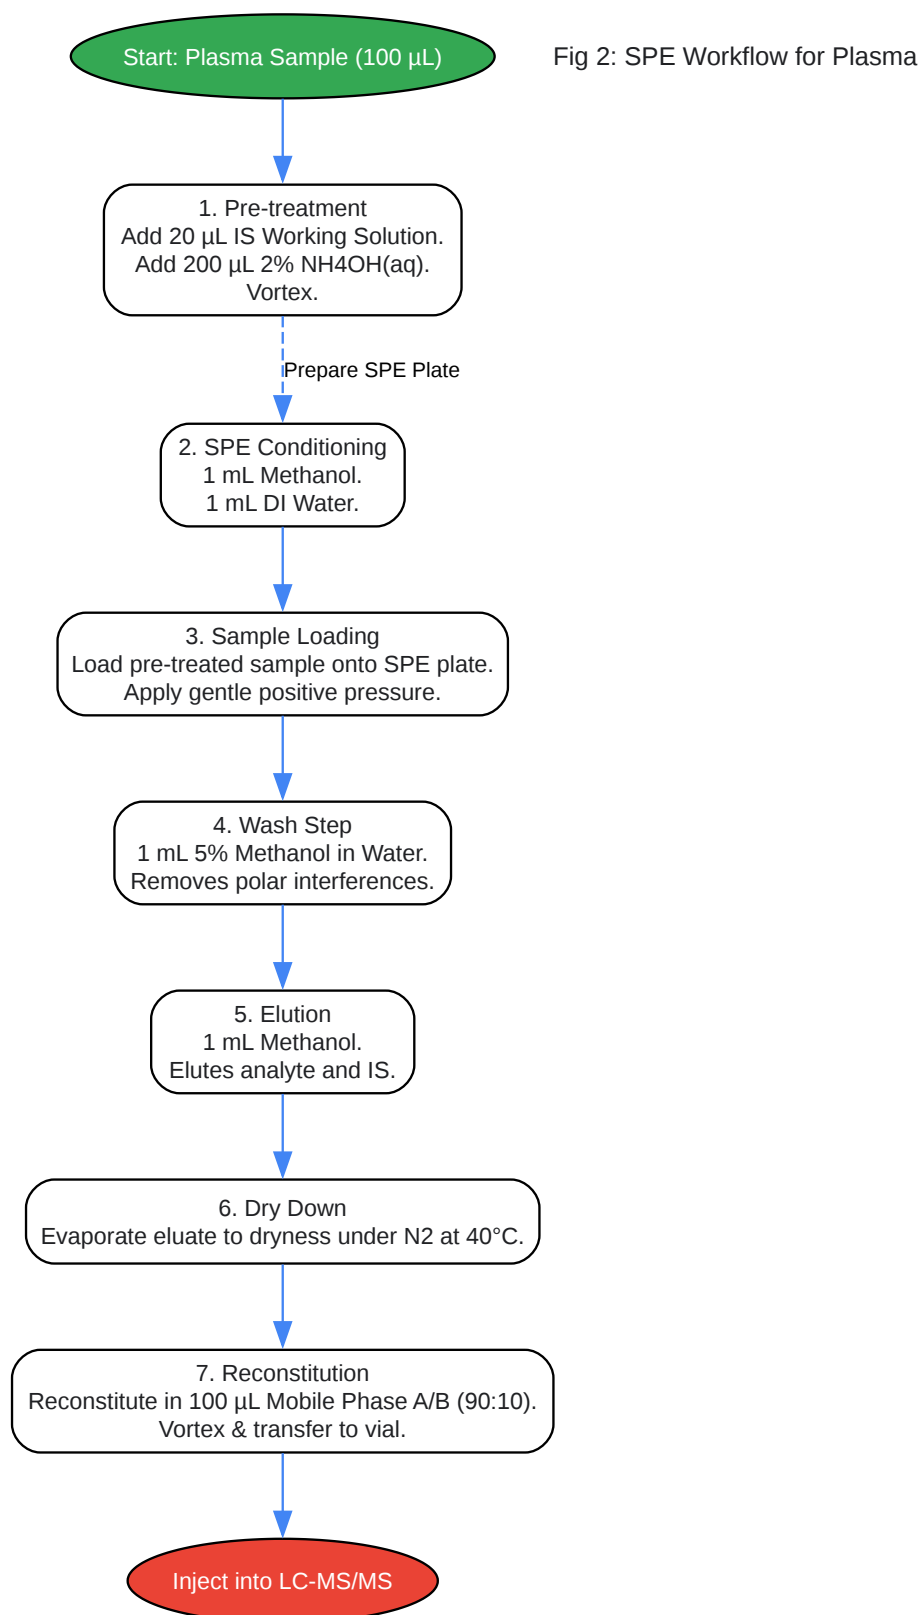 Start: Plasma Sample (100 µL)
Fig 2: SPE Workflow for Plasma
1. Pre-treatment
Add 20 µL IS Working Solution.
Add 200 µL 2% NH4OH(aq).
Vortex.
Prepare SPE Plate
2. SPE Conditioning
1 mL Methanol.
1 mL DI Water.
3. Sample Loading
Load pre-treated sample onto SPE plate.
Apply gentle positive pressure.
4. Wash Step
1 mL 5% Methanol in Water.
Removes polar interferences.
5. Elution
1 mL Methanol.
Elutes analyte and IS.
6. Dry Down
Evaporate eluate to dryness under N2 at 40°C.
7. Reconstitution
Reconstitute in 100 µL Mobile Phase A/B (90:10).
Vortex & transfer to vial.
Inject into LC-MS/MS